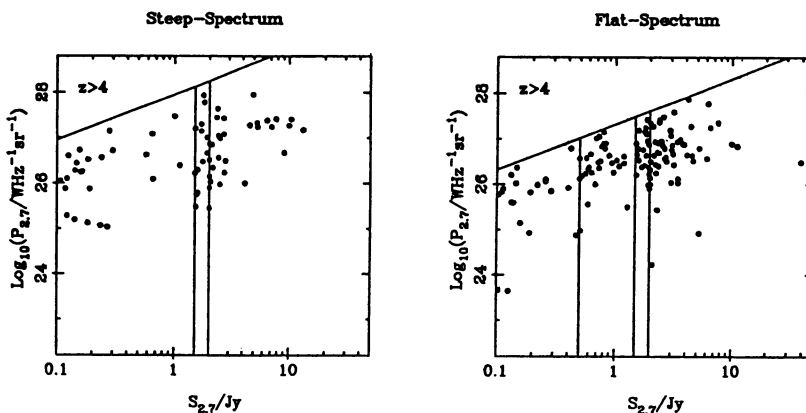 Steep-Spectrum
Log10(P2.7/WHz-1sr-1)
28
26
24
z>4
0.1
1
10
S2.7/Jy
Flat-Spectrum
Log10(P2.7/WHz-1sr-1)
28
26
24
z>4
0.1
1
10
S2.7/Jy